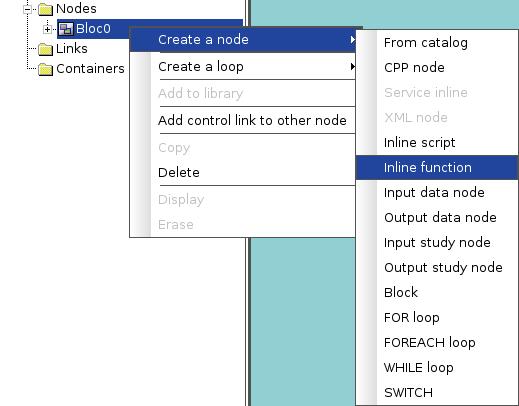 Nodes
Bloc0
Links
Containers
Create a node
Create a loop
Add to library
Add control link to other node
Copy
Delete
Display
Erase
From catalog
CPP node
Service inline
XML node
Inline script
Inline function
Input data node
Output data node
Input study node
Output study node
Block
FOR loop
FOREACH loop
WHILE loop
SWITCH